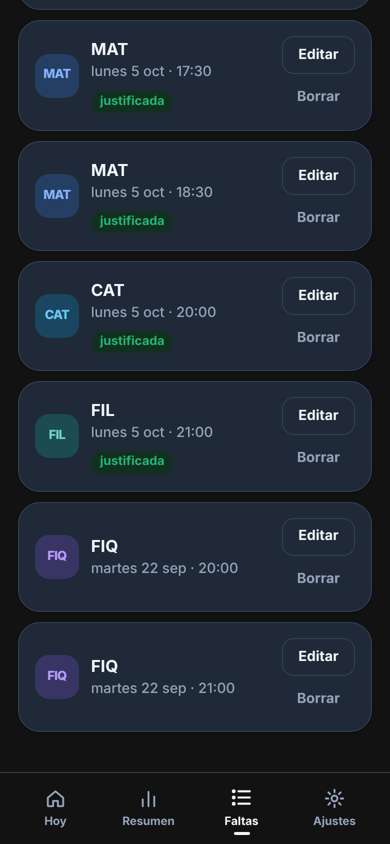 MAT
MAT
lunes 5 oct · 17:30
justificada
Editar
Borrar
MAT
MAT
lunes 5 oct · 18:30
justificada
Editar
Borrar
CAT
CAT
lunes 5 oct · 20:00
justificada
Editar
Borrar
FIL
FIL
lunes 5 oct · 21:00
justificada
Editar
Borrar
FIQ
FIQ
martes 22 sep · 20:00
Editar
Borrar
FIQ
FIQ
martes 22 sep · 21:00
Editar
Borrar
Hoy
Resumen
Faltas
Ajustes